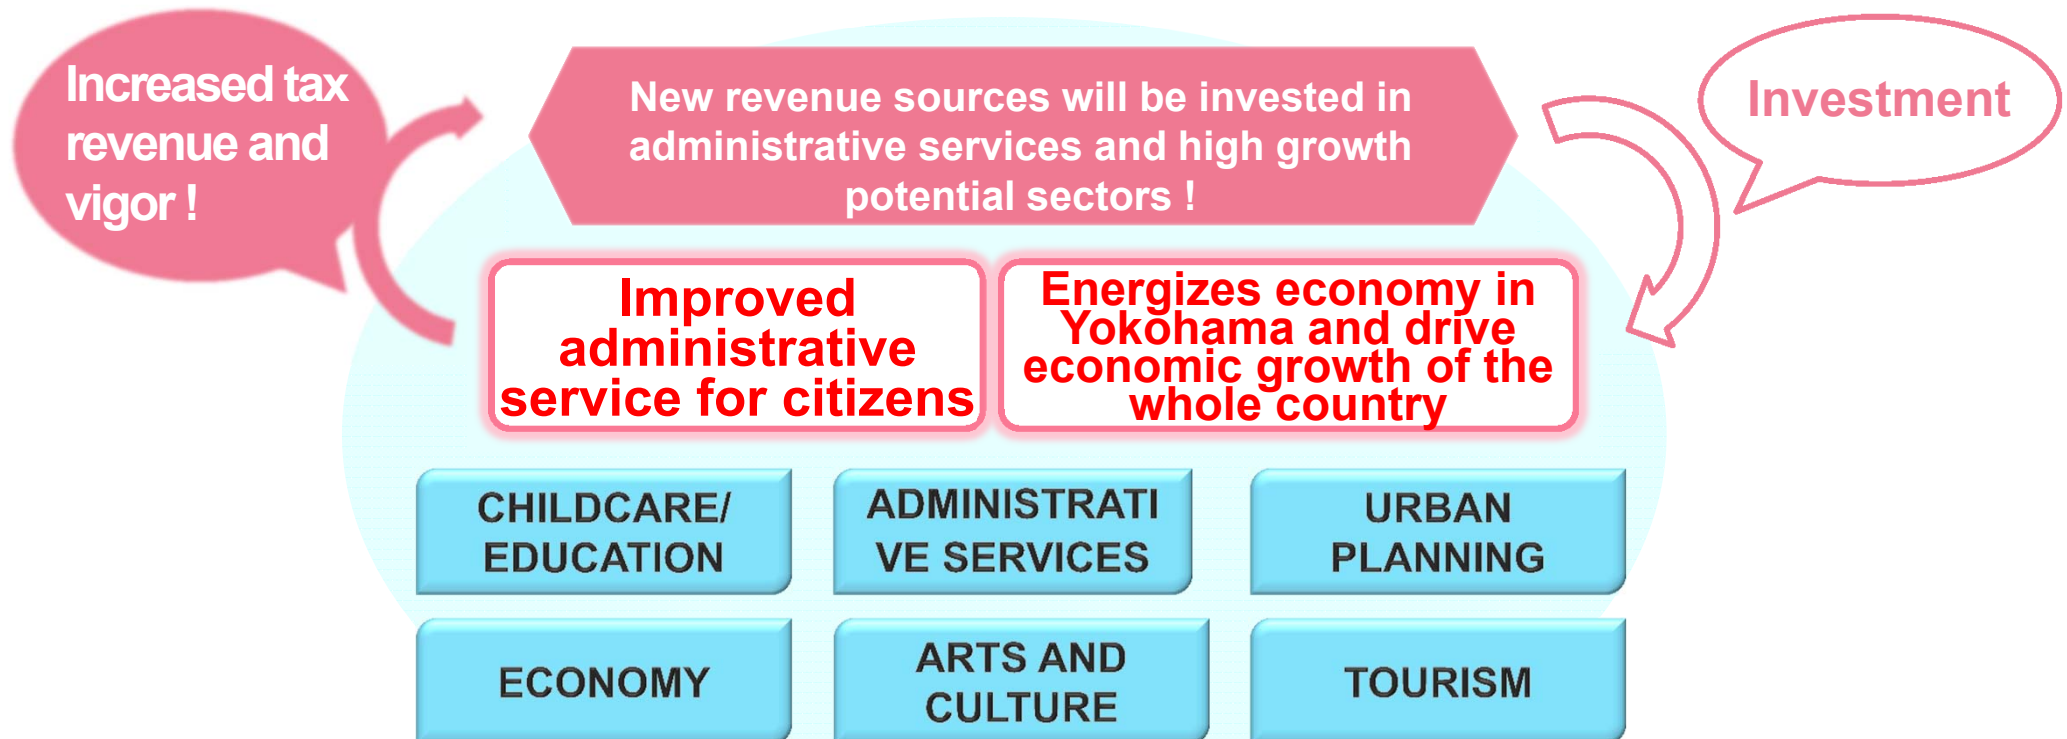 Increased tax
revenue and
vigor !
New revenue sources will be invested in
administrative services and high growth
potential sectors !
Investment
Improved
administrative
service for citizens
Energizes economy in
Yokohama and drive
economic growth of the
whole country
CHILDCARE/
EDUCATION
ADMINISTRATI
VE SERVICES
URBAN
PLANNING
ECONOMY
ARTS AND
CULTURE
TOURISM